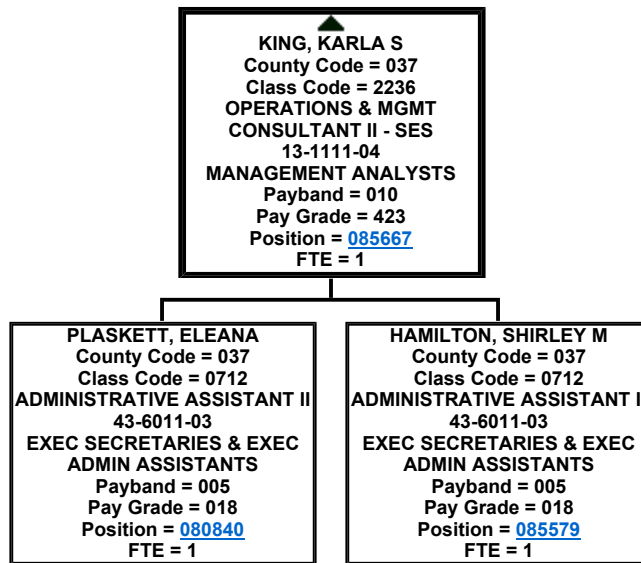 KING, KARLA S
County Code = 037
Class Code = 2236
OPERATIONS & MGMT
CONSULTANT II - SES
13-1111-04
MANAGEMENT ANALYSTS
Payband = 010
Pay Grade = 423
Position = 085667
FTE = 1
PLASKETT, ELEANA
County Code = 037
Class Code = 0712
ADMINISTRATIVE ASSISTANT II
43-6011-03
EXEC SECRETARIES & EXEC
ADMIN ASSISTANTS
Payband = 005
Pay Grade = 018
Position = 080840
FTE = 1
HAMILTON, SHIRLEY M
County Code = 037
Class Code = 0712
ADMINISTRATIVE ASSISTANT I
43-6011-03
EXEC SECRETARIES & EXEC
ADMIN ASSISTANTS
Payband = 005
Pay Grade = 018
Position = 085579
FTE = 1